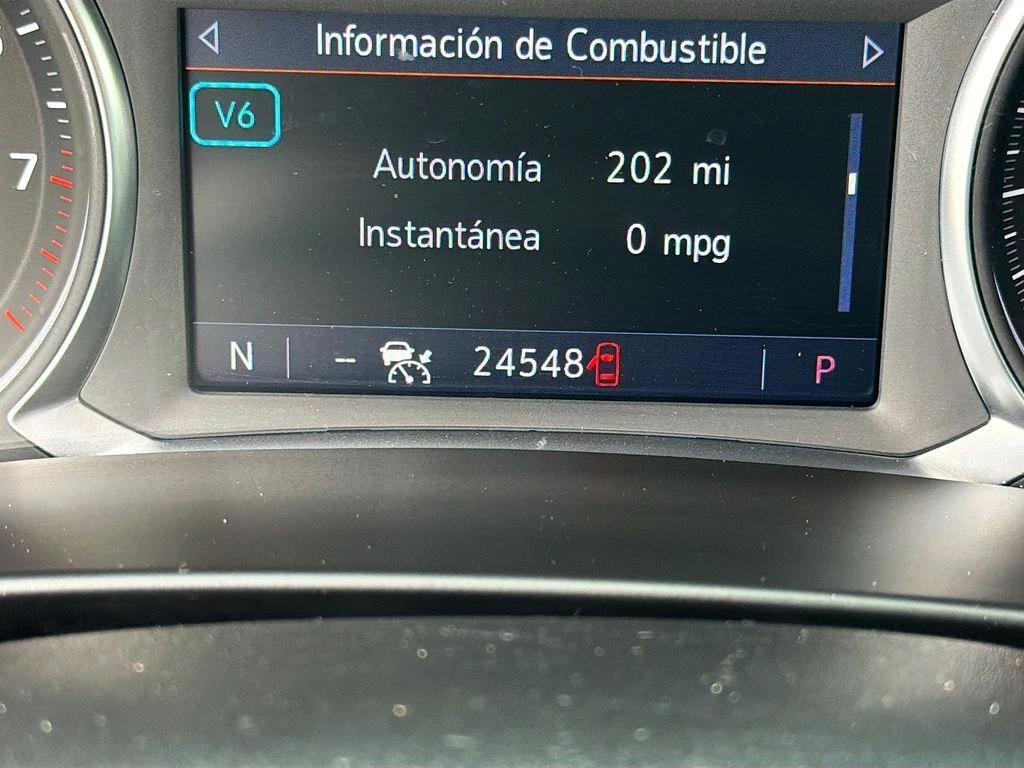 Información de Combustible
V6
Autonomía 202 mi
Instantánea 0 mpg
N -- 24548 P
7